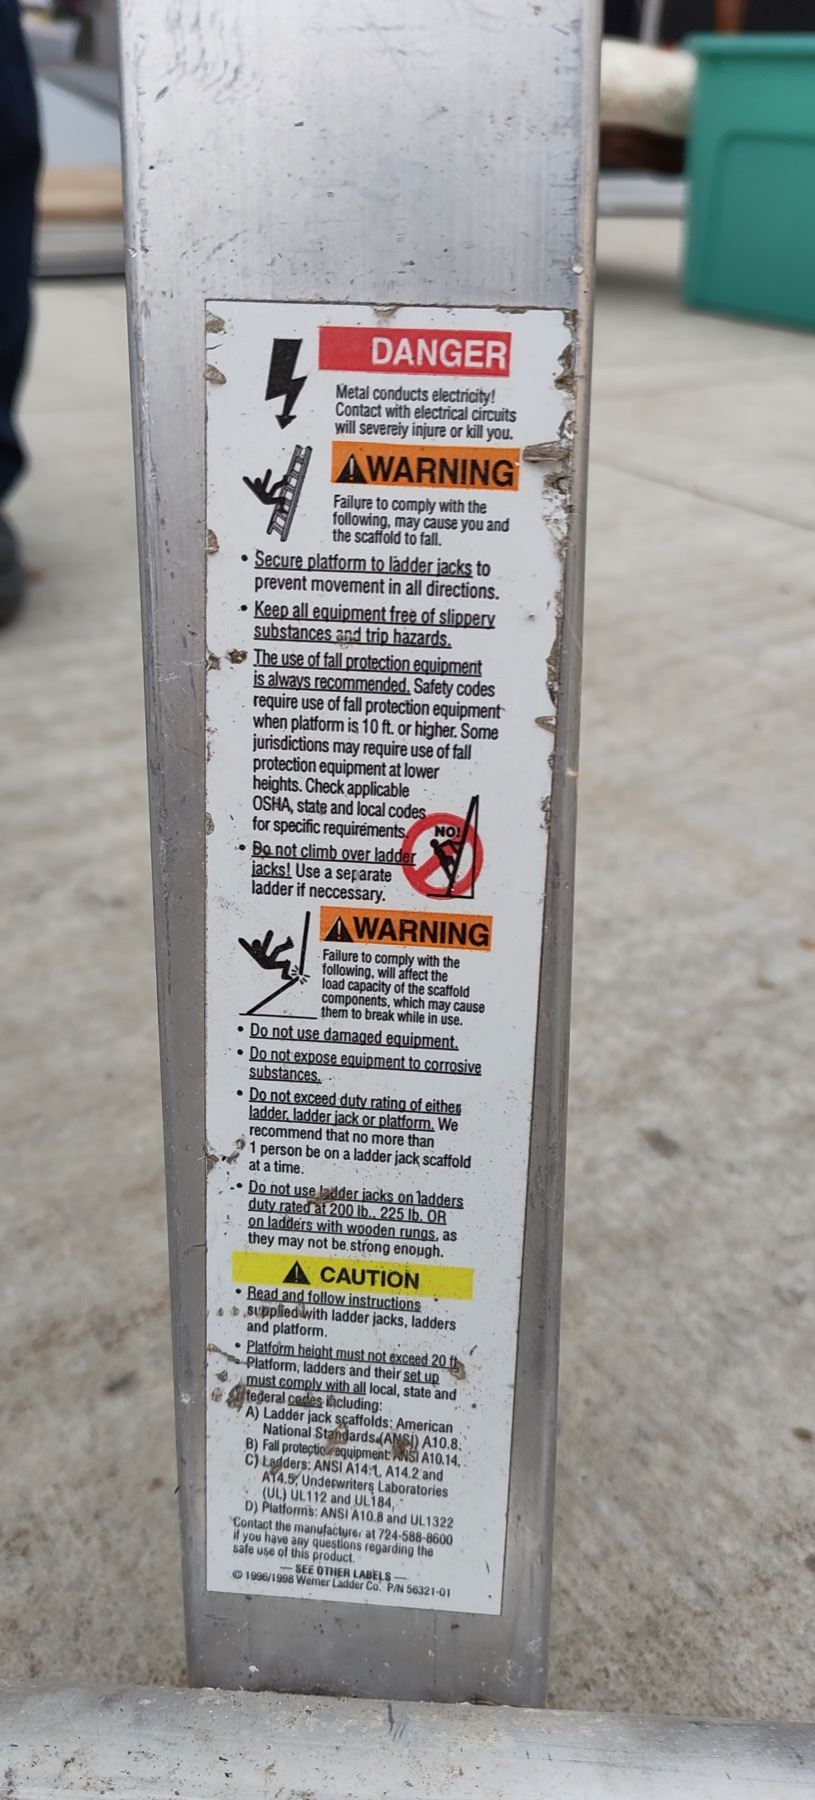 DANGER
Metal conducts electricity!
Contact with electrical circuits
will severely injure or kill you.
WARNING
Failure to comply with the
following, may cause you and
the scaffold to fall.
• Secure platform to ladder jacks to
prevent movement in all directions.
• Keep all equipment free of slippery
substances and trip hazards.
The use of fall protection equipment
is always recommended. Safety codes
require use of fall protection equipment
when platform is 10 ft. or higher. Some
jurisdictions may require use of fall
protection equipment at lower
heights. Check applicable
OSHA, state and local codes
for specific requirements.
NO!
• Do not climb over ladder
jacks! Use a separate
ladder if neccessary.
WARNING
Failure to comply with the
following, will affect the
load capacity of the scaffold
components, which may cause
them to break while in use.
• Do not use damaged equipment.
• Do not expose equipment to corrosive
substances.
• Do not exceed duty rating of either
ladder, ladder jack or platform. We
recommend that no more than
1 person be on a ladder jack scaffold
at a time.
• Do not use ladder jacks on ladders
duty rated at 200 lb., 225 lb. OR
on ladders with wooden rungs, as
they may not be strong enough.
CAUTION
• Read and follow instructions
supplied with ladder jacks, ladders
and platform.
• Platform height must not exceed 20 ft.
• Platform, ladders and their set up
must comply with all local, state and
federal codes including:
A) Ladder jack scaffolds: American
National Standards (ANSI) A10.8.
B) Fall protection equipment: ANSI A10.14.
C) Ladders: ANSI A14.1, A14.2 and
A14.5, Underwriters Laboratories
(UL) UL112 and UL184,
D) Platforms: ANSI A10.8 and UL1322
Contact the manufacturer at 724-588-8600
if you have any questions regarding the
safe use of this product.
— SEE OTHER LABELS —
© 1996/1998 Werner Ladder Co. P/N 56321-01